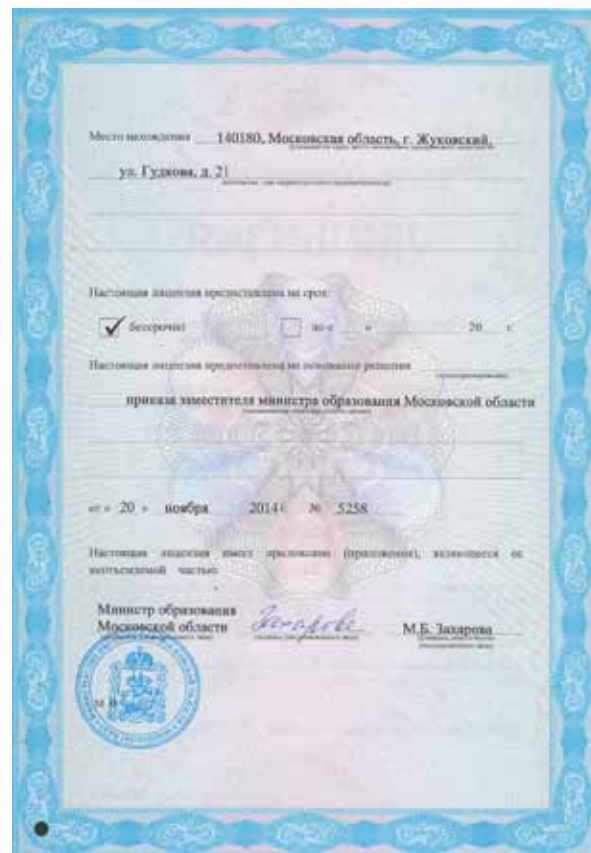 Место нахождения 140180, Московская область, г. Жуковский,
ул. Гудкова, д. 21
Настоящая лицензия предоставлена на срок:
бессрочно по « » 20 г.
Настоящая лицензия предоставлена на основании решения
приказа заместителя министра образования Московской области
от « 20 » ноября 2014 г. № 5258
Настоящая лицензия имеет приложение (приложения), являющееся ее
неотъемлемой частью
Министр образования
Московской области Захарова М.Б. Захарова
М.П.